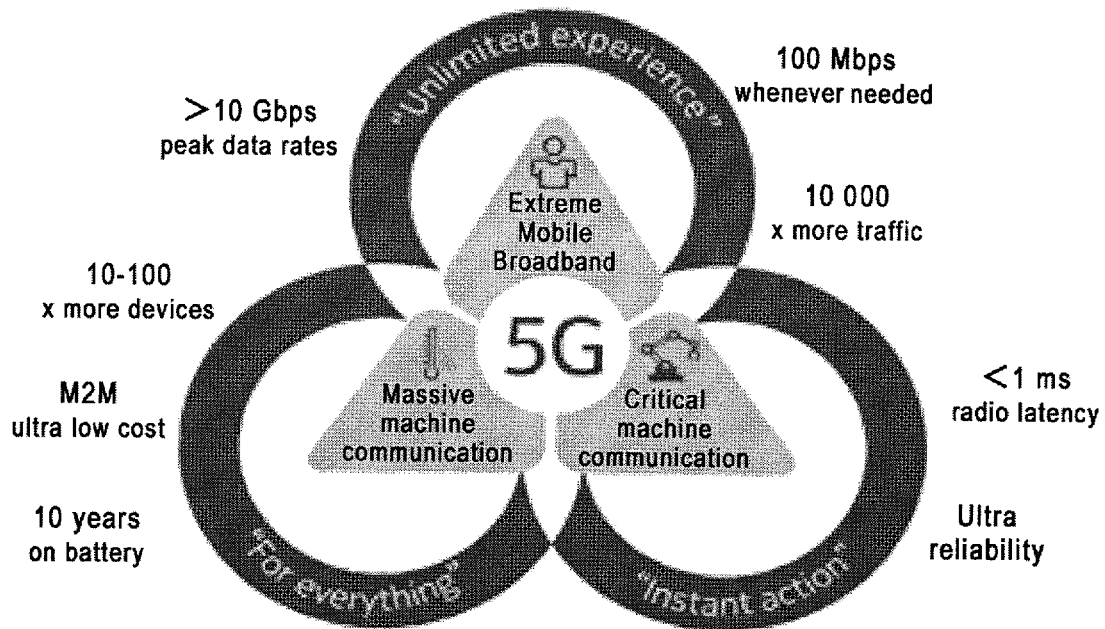 "Unlimited experience"
100 Mbps
whenever needed
>10 Gbps
peak data rates
Extreme
Mobile
Broadband
10 000
x more traffic
10-100
x more devices
5G
M2M
ultra low cost
Massive
machine
communication
Critical
machine
communication
<1 ms
radio latency
10 years
on battery
Ultra
reliability
"For everything"
"Instant action"